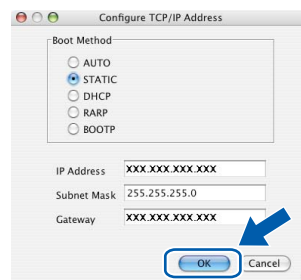 Configure TCP/IP Address
Boot Method
AUTO
STATIC
DHCP
RARP
BOOTP
IP Address XXX.XXX.XXX.XXX
Subnet Mask 255.255.255.0
Gateway XXX.XXX.XXX.XXX
OK Cancel